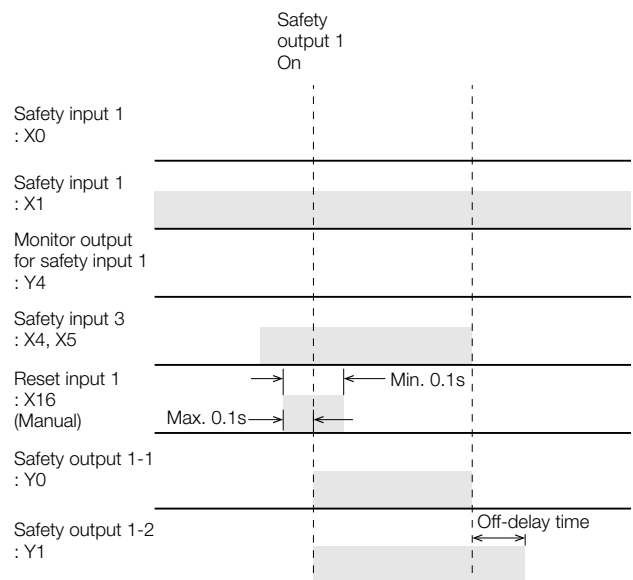 Safety
output 1
On
Safety input 1
: X0
Safety input 1
: X1
Monitor output
for safety input 1
: Y4
Safety input 3
: X4, X5
Reset input 1
: X16
(Manual)
Min. 0.1s
Max. 0.1s
Safety output 1-1
: Y0
Safety output 1-2
: Y1
Off-delay time